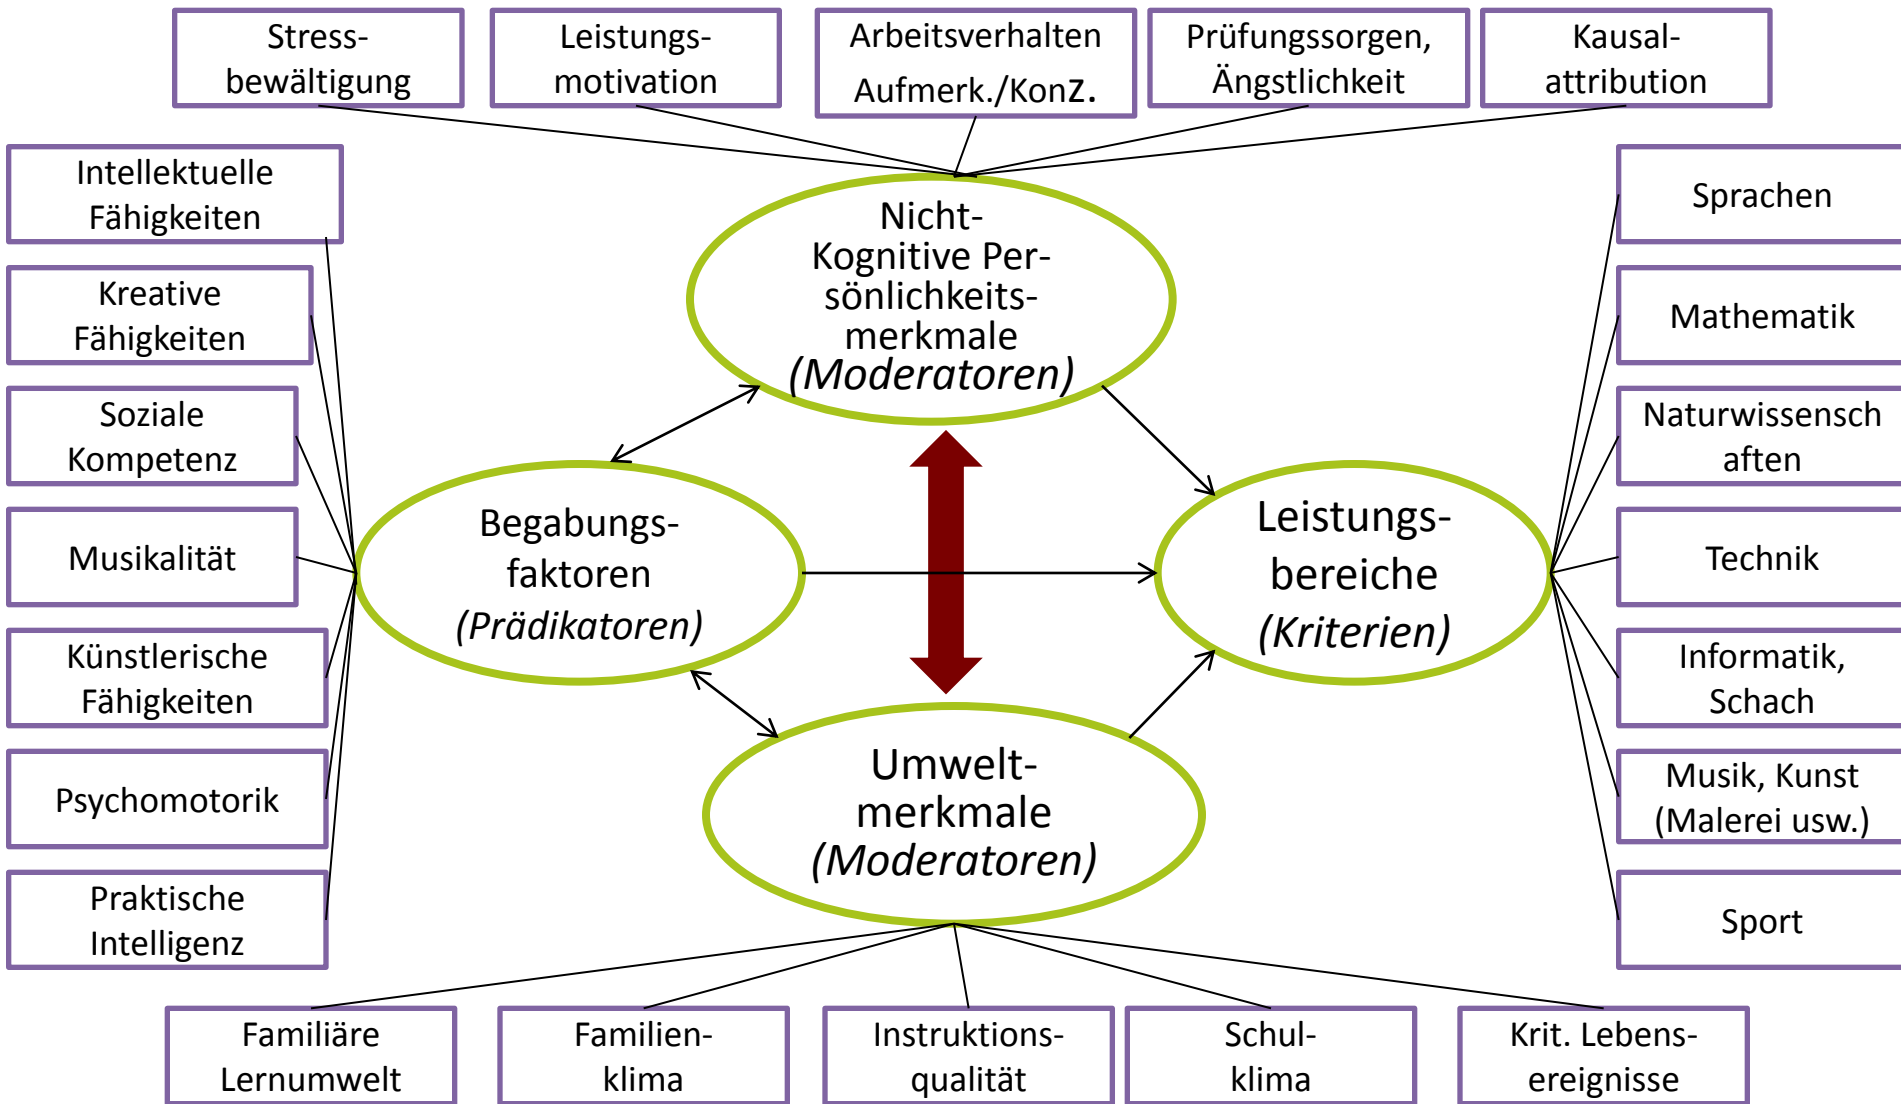 Stress-
bewältigung
Leistungs-
motivation
Arbeitsverhalten
Aufmerk./Konz.
Prüfungssorgen,
Ängstlichkeit
Kausal-
attribution
Intellektuelle
Fähigkeiten
Kreative
Fähigkeiten
Soziale
Kompetenz
Musikalität
Künstlerische
Fähigkeiten
Psychomotorik
Praktische
Intelligenz
Nicht-
Kognitive Per-
sönlichkeits-
merkmale
(Moderatoren)
Begabungs-
faktoren
(Prädikatoren)
Leistungs-
bereiche
(Kriterien)
Umwelt-
merkmale
(Moderatoren)
Sprachen
Mathematik
Naturwissensch
aften
Technik
Informatik,
Schach
Musik, Kunst
(Malerei usw.)
Sport
Familiäre
Lernumwelt
Familien-
klima
Instruktions-
qualität
Schul-
klima
Krit. Lebens-
ereignisse